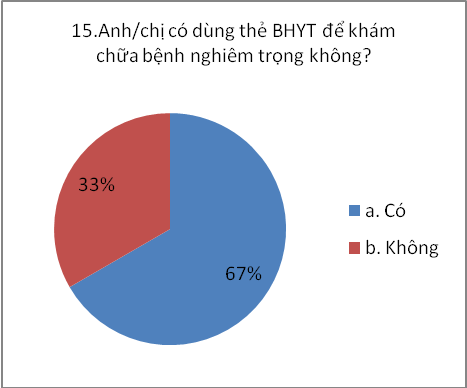 15.Anh/chị có dùng thẻ BHYT để khám
chữa bệnh nghiêm trọng không?
33%
67%
a. Có
b. Không